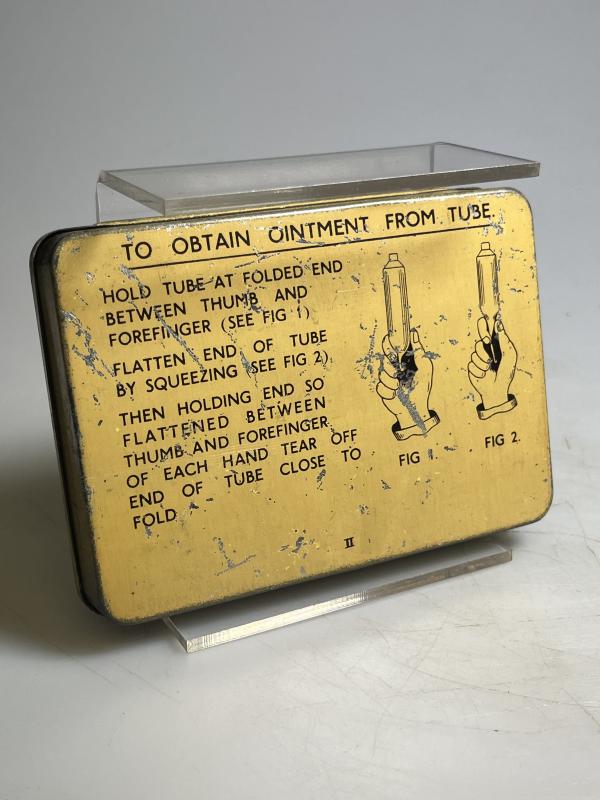 TO OBTAIN OINTMENT FROM TUBE.
HOLD TUBE AT FOLDED END
BETWEEN THUMB AND
FOREFINGER (SEE FIG 1)
FLATTEN END OF TUBE
BY SQUEEZING (SEE FIG 2)
THEN HOLDING END SO
FLATTENED BETWEEN
THUMB AND FOREFINGER
OF EACH HAND TEAR OFF
END OF TUBE CLOSE TO
FOLD
FIG 1.
FIG 2.
II